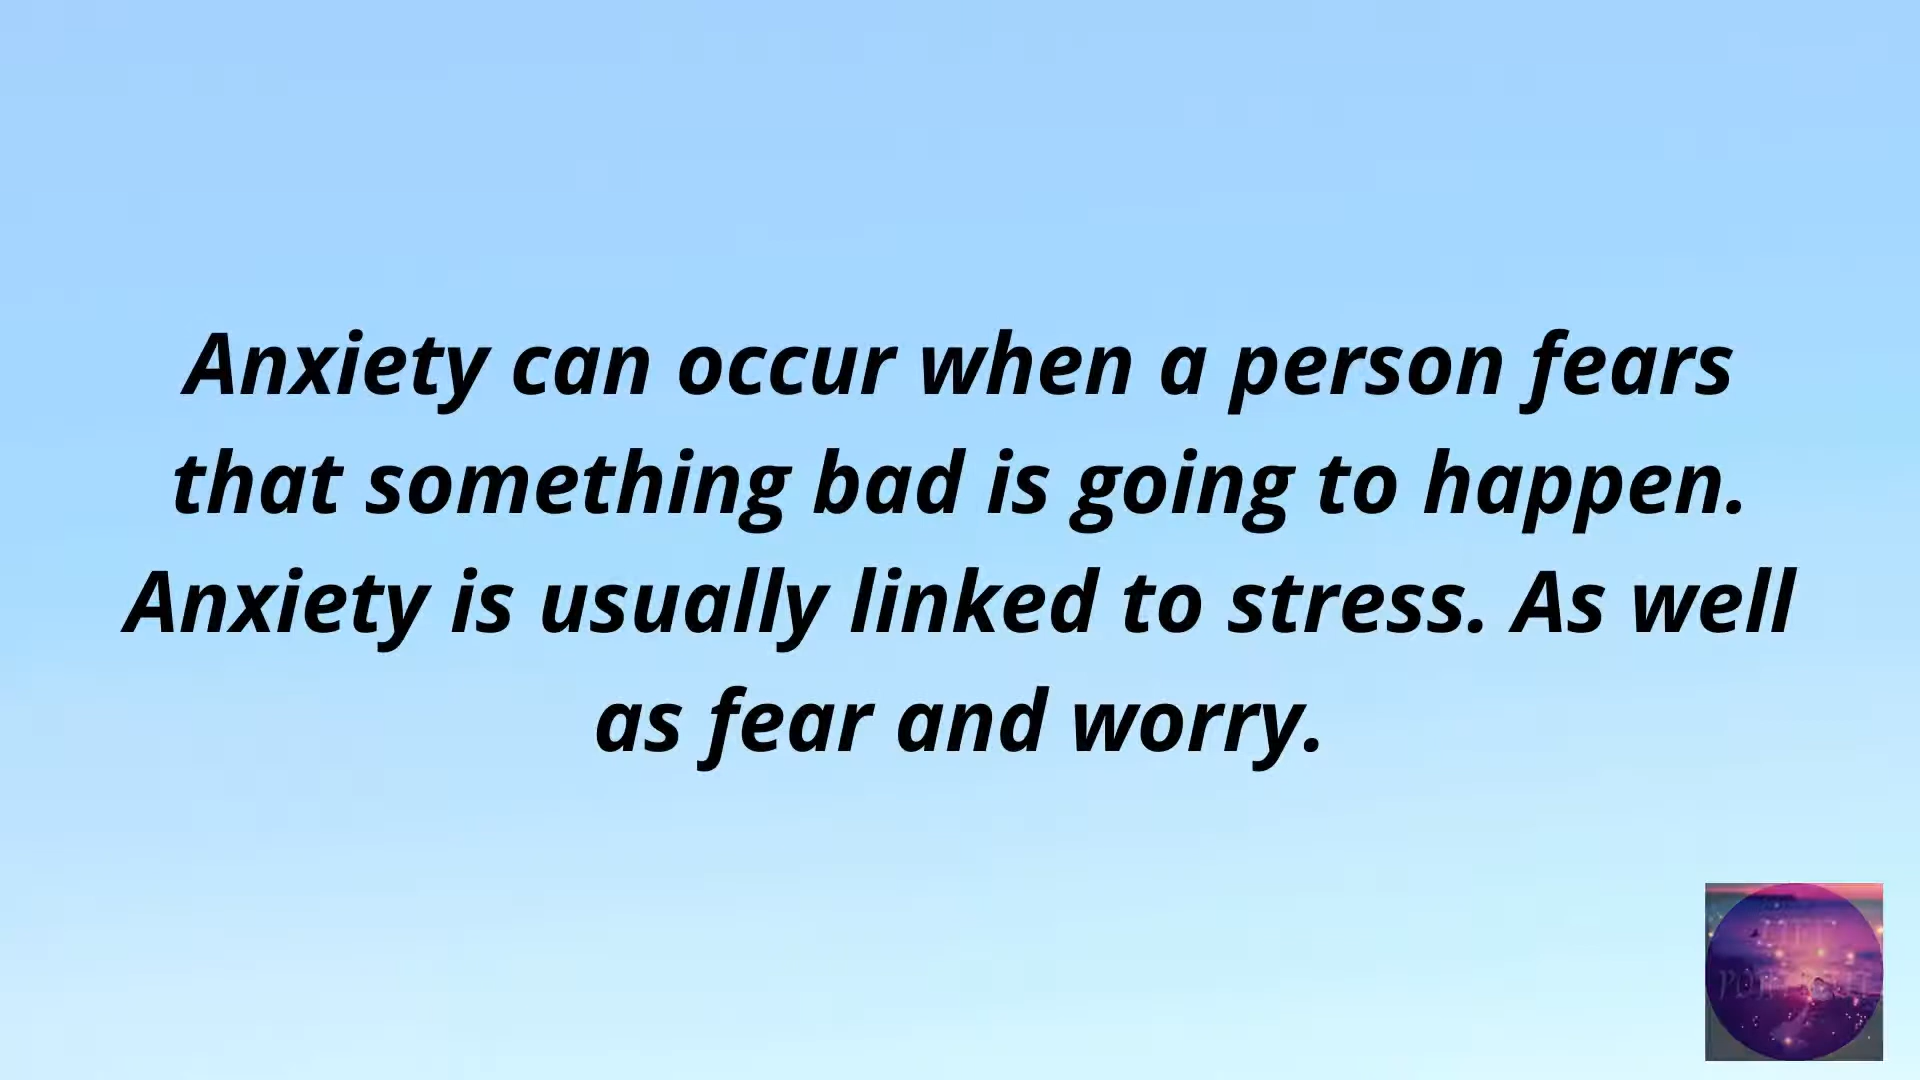 Anxiety can occur when a person fears
that something bad is going to happen.
Anxiety is usually linked to stress. As well
as fear and worry.